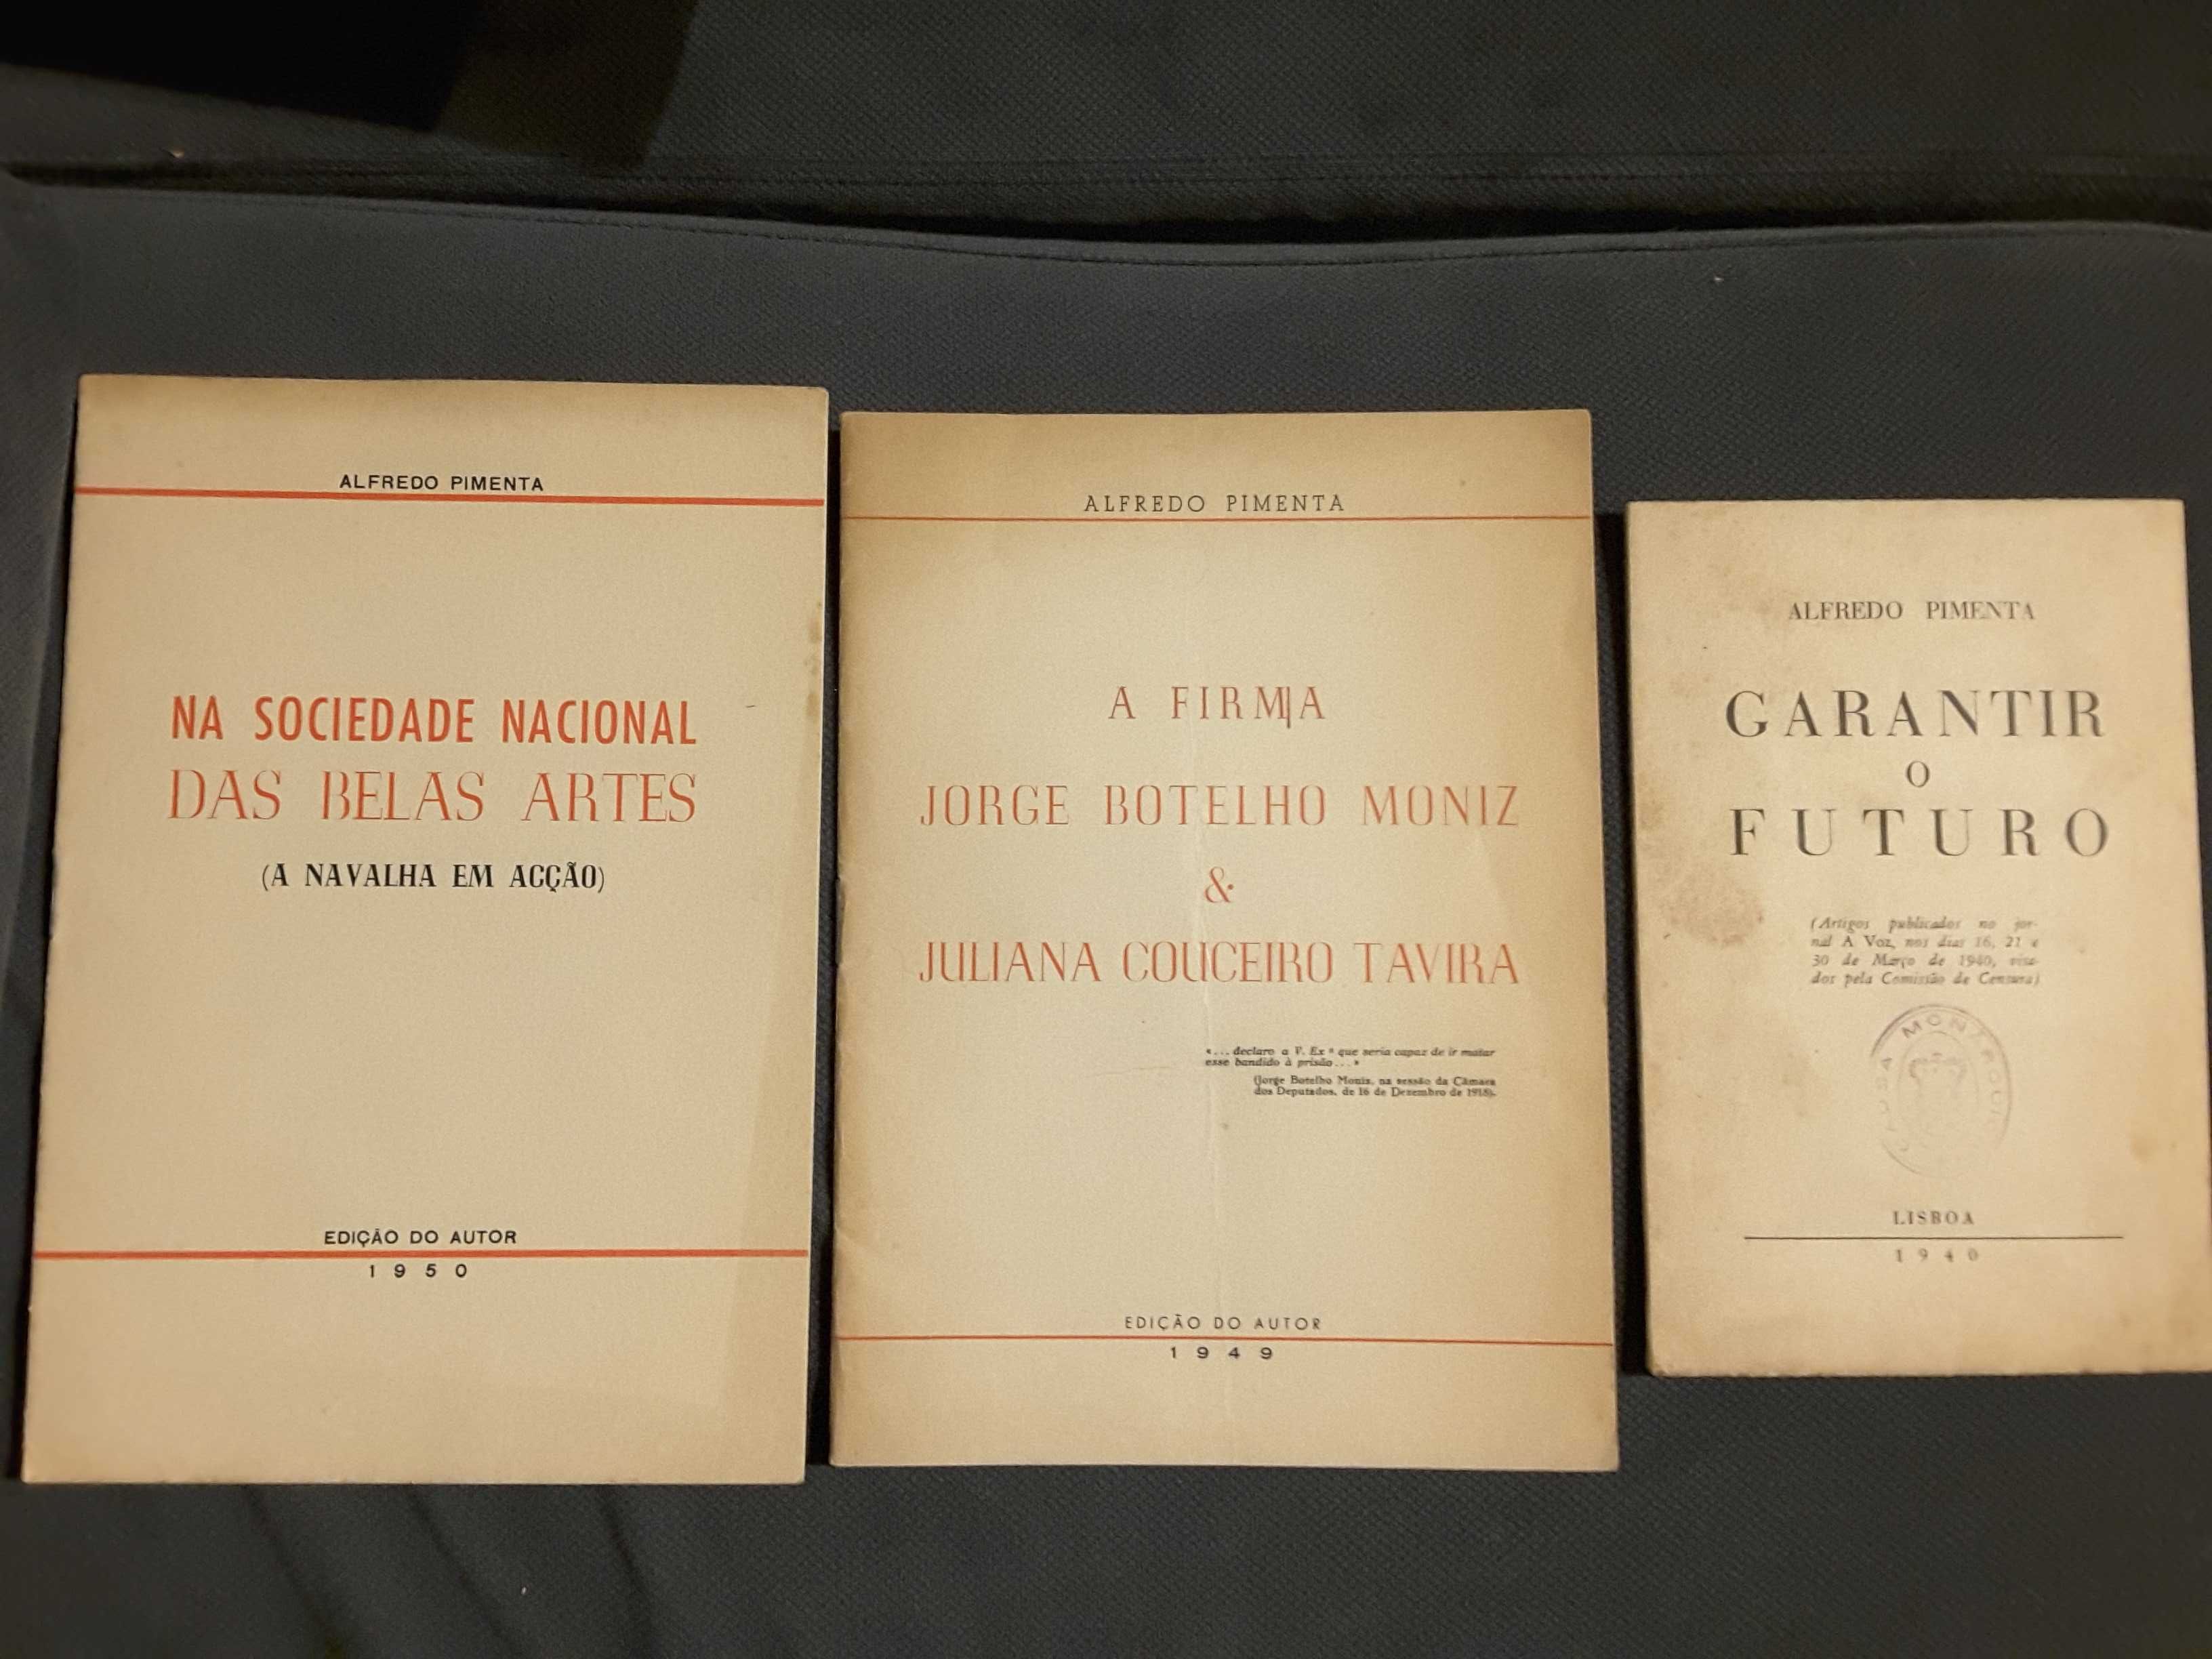 ALFREDO PIMENTA
NA SOCIEDADE NACIONAL
DAS BELAS ARTES
(A NAVALHA EM ACÇÃO)
EDIÇÃO DO AUTOR
1950
ALFREDO PIMENTA
A FIRMA
JORGE BOTELHO MONIZ
&
JULIANA COUCEIRO TAVIRA
«... declaro a V. Ex.ª que seria capaz de ir matar
esse bandido à prisão...»
(Jorge Botelho Moniz, na sessão da Câmara
dos Deputados, de 16 de Dezembro de 1918).
EDIÇÃO DO AUTOR
1949
ALFREDO PIMENTA
GARANTIR
O
FUTURO
(Artigos publicados no jor-
nal A Voz, nos dias 16, 21 e
30 de Março de 1940, visa-
dos pela Comissão de Censura)
LISBOA
1940